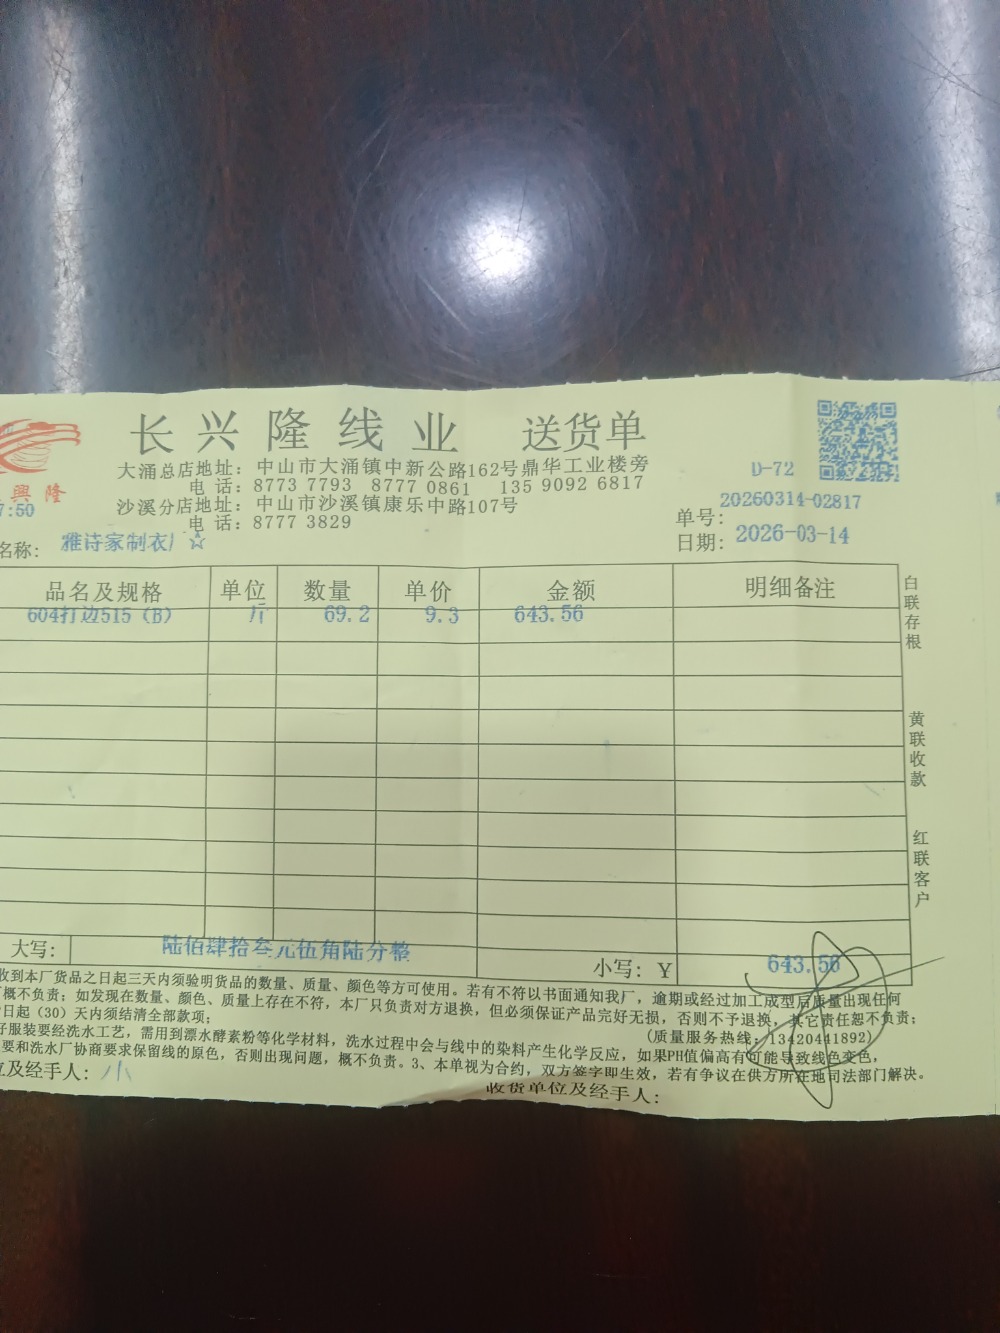 长兴隆线业 送货单
大涌总店地址：中山市大涌镇中新公路162号鼎华工业楼旁
电 话：8773 7793 8777 0861 135 9092 6817
沙溪分店地址：中山市沙溪镇康乐中路107号
电 话：8777 3829
興隆
7:50
D-72
单号：20260314-02817
日期：2026-03-14
名称：雅诗家制衣厂☆
品名及规格 单位 数量 单价 金额 明细备注
604打边515（B） 斤 69.2 9.3 643.56
白联存根
黄联收款
红联客户
大写：陆佰肆拾叁元伍角陆分整
小写：￥ 643.56
收到本厂货品之日起三天内须验明货品的数量、质量、颜色等方可使用。若有不符以书面通知我厂，逾期或经过加工成型后质量出现任何
概不负责；如发现在数量、颜色、质量上存在不符，本厂只负责对方退换，但必须保证产品完好无损，否则不予退换，其它责任恕不负责；
日起（30）天内须结清全部款项；
（质量服务热线：13420441892）
服装要经洗水工艺，需用到漂水酵素粉等化学材料，洗水过程中会与线中的染料产生化学反应，如果PH值偏高有可能导致线色变色，
要和洗水厂协商要求保留线的原色，否则出现问题，概不负责。3、本单视为合约，双方签字即生效，若有争议在供方所在地司法部门解决。
及经手人：小
收货单位及经手人：